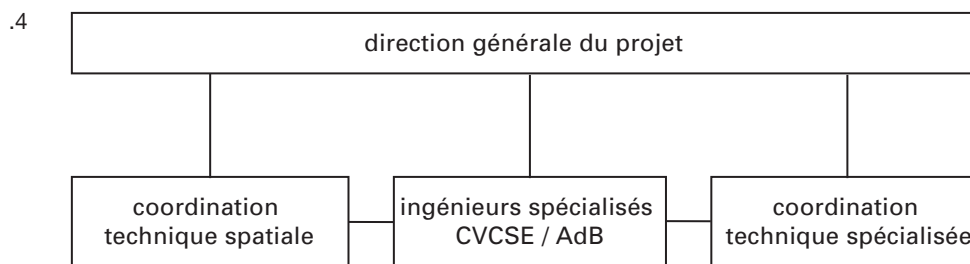 .4
direction générale du projet
coordination
technique spatiale
ingénieurs spécialisés
CVCSE / AdB
coordination
technique spécialisée